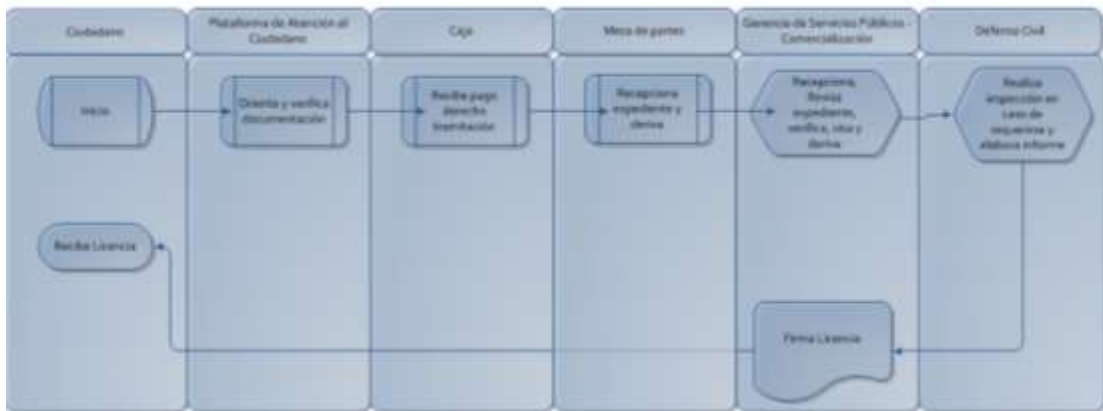 Ciudadano
Plataforma de Atención al
Ciudadano
Caja
Mesa de partes
Gerencia de Servicios Públicos -
Comercialización
Defensa Civil
Inicio
Orienta y verifica
documentación
Recibe pago
derecho
tramitación
Recepciona
expediente y
deriva
Recepciona,
Revisa
expediente,
verifica, visa y
deriva
Realiza
inspección en
caso de
requerirse y
elabora informe
Recibe Licencia
Firma Licencia